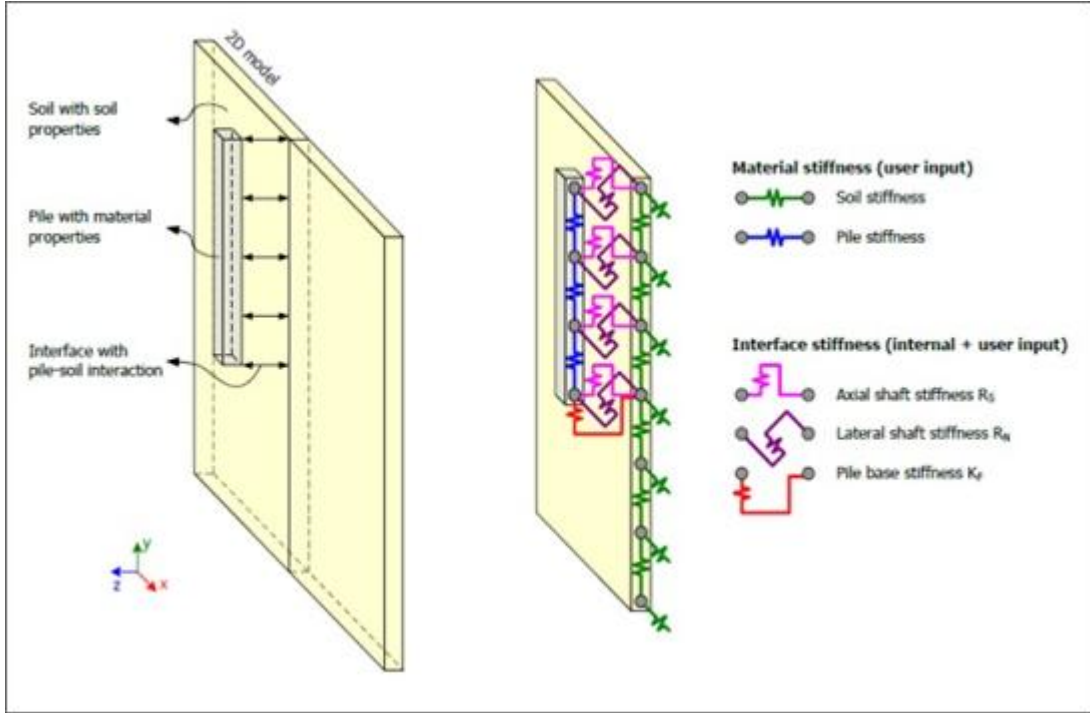 2D model
Soil with soil
properties
Pile with material
properties
Interface with
pile-soil interaction
y
z
x
Material stiffness (user input)
Soil stiffness
Pile stiffness
Interface stiffness (internal + user input)
Axial shaft stiffness RS
Lateral shaft stiffness RN
Pile base stiffness KF